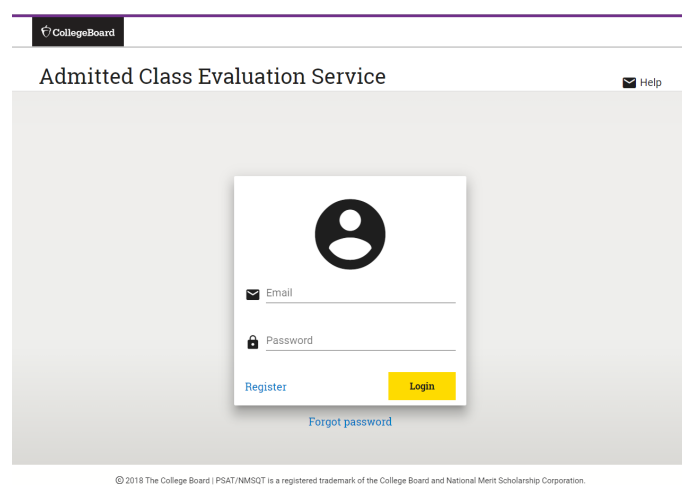 CollegeBoard
Admitted Class Evaluation Service
Help
Email
Password
Register
Login
Forgot password
© 2018 The College Board | PSAT/NMSQT is a registered trademark of the College Board and National Merit Scholarship Corporation.